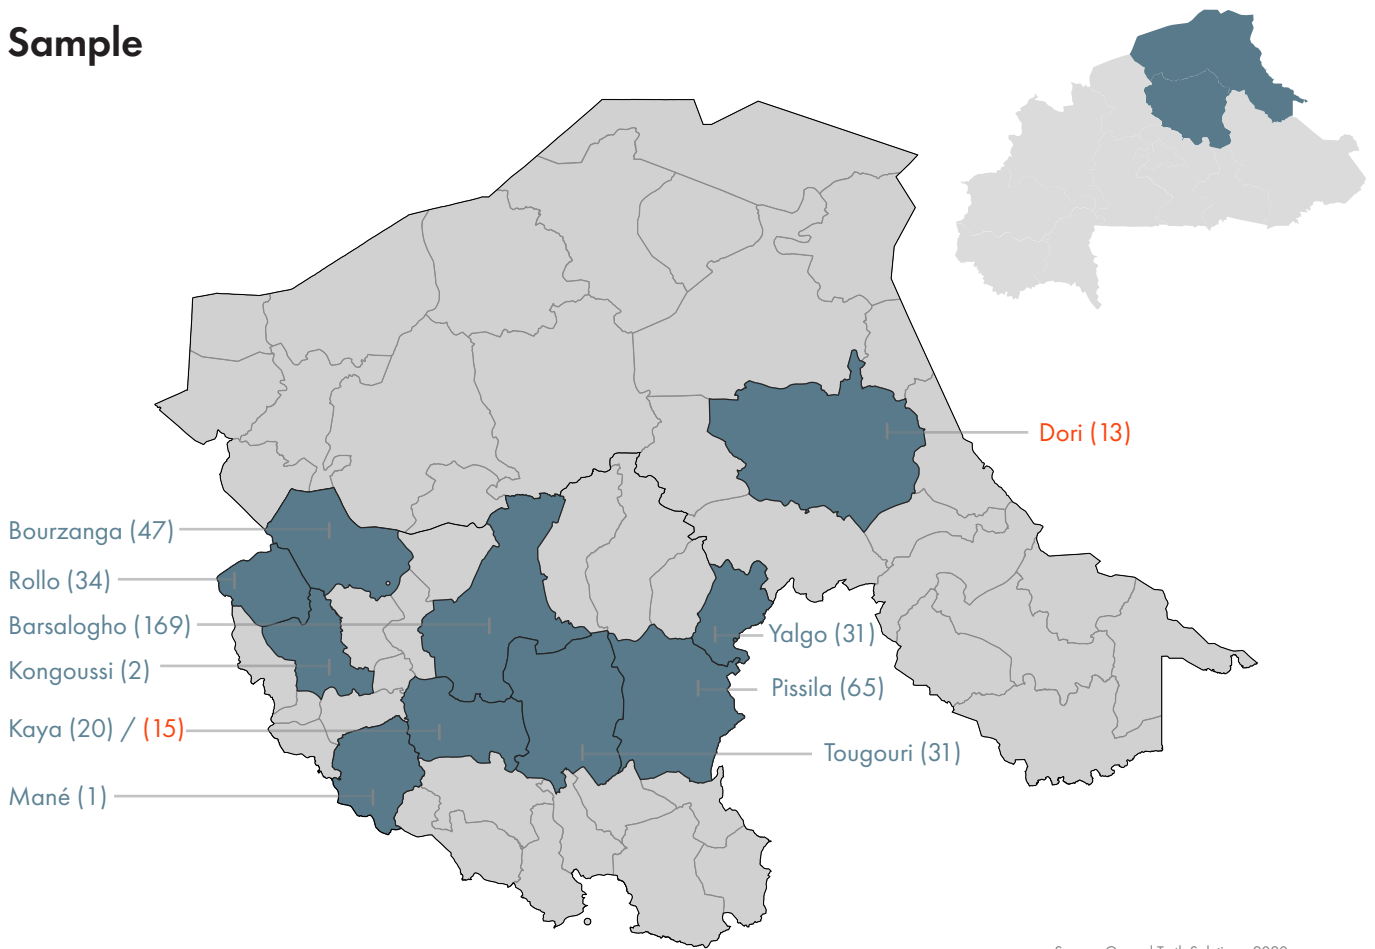 Sample
Dori (13)
Bourzanga (47)
Rollo (34)
Barsalogho (169)
Yalgo (31)
Kongoussi (2)
Pissila (65)
Kaya (20) / (15)
Tougouri (31)
Mané (1)